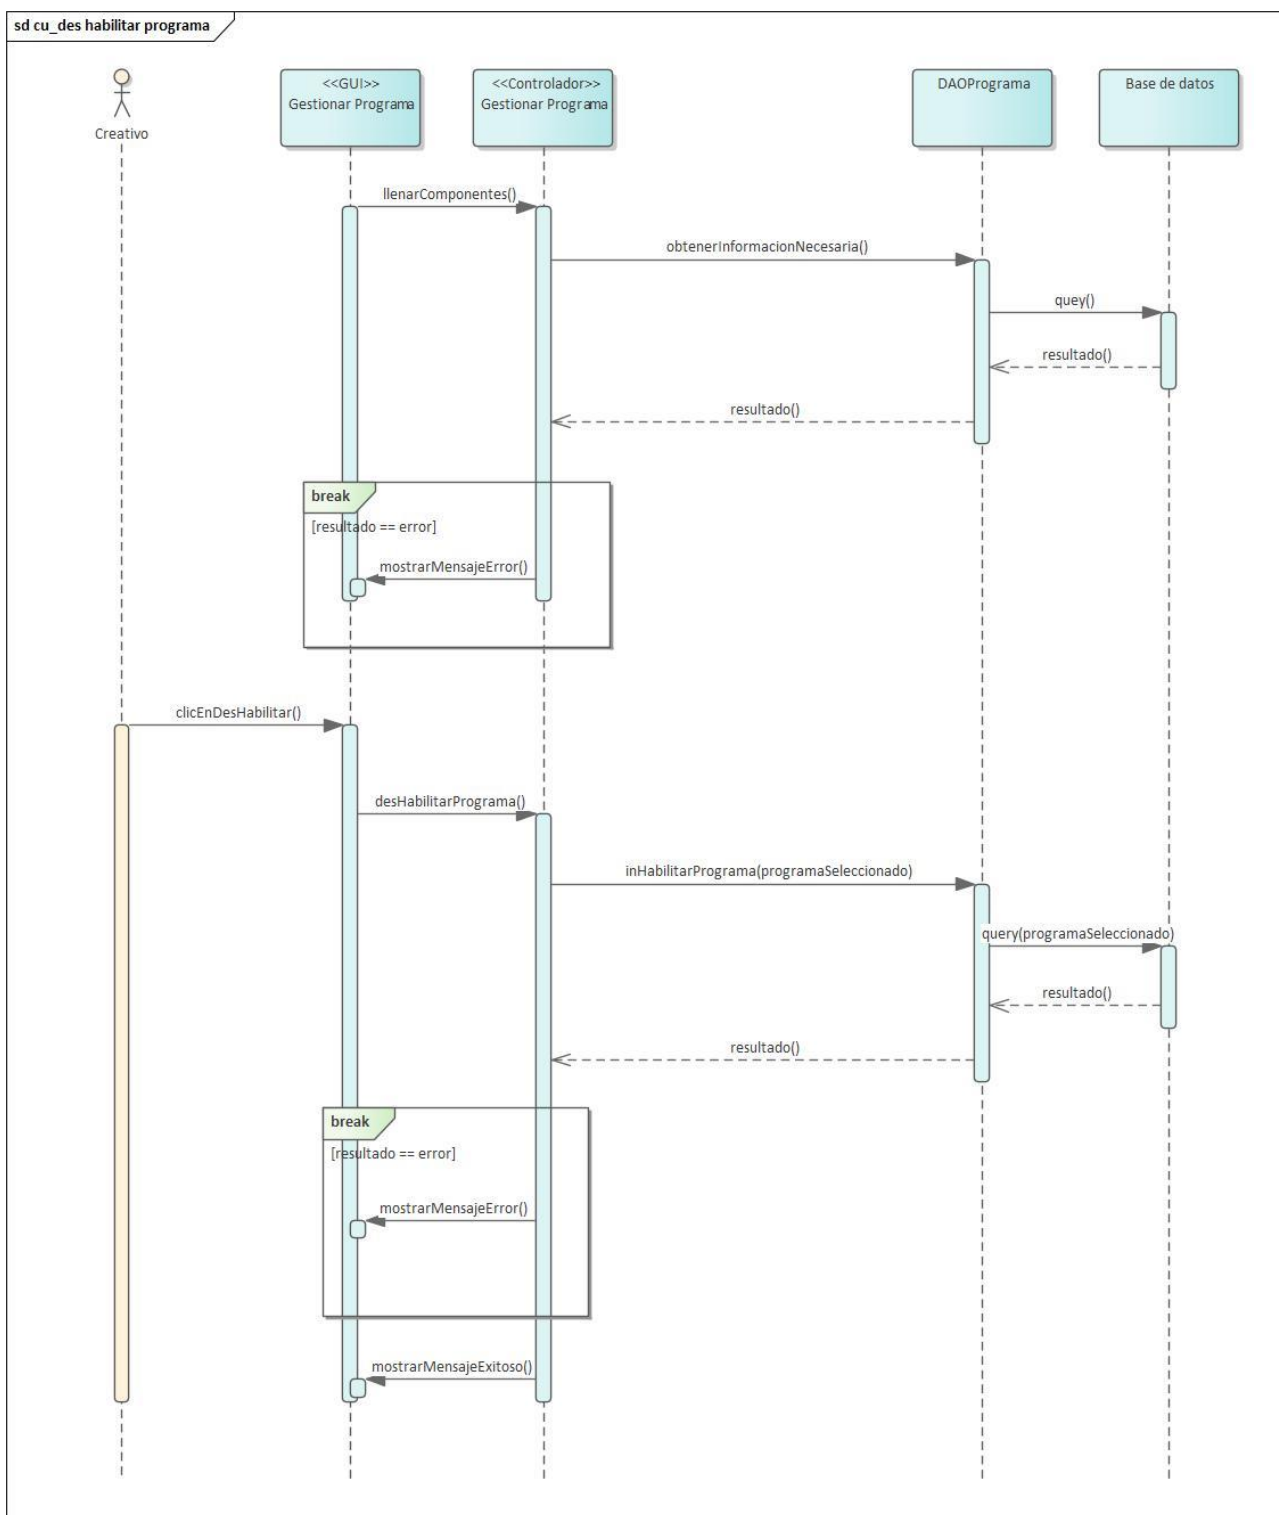 sd cu_des habilitar programa
Creativo
<<GUI>>
Gestionar Programa
<<Controlador>>
Gestionar Programa
DAOPrograma
Base de datos
llenarComponentes()
obtenerInformacionNecesaria()
quey()
resultado()
resultado()
break
[resultado == error]
mostrarMensajeError()
clicEnDesHabilitar()
desHabilitarPrograma()
inHabilitarPrograma(programaSeleccionado)
query(programaSeleccionado)
resultado()
resultado()
break
[resultado == error]
mostrarMensajeError()
mostrarMensajeExitoso()